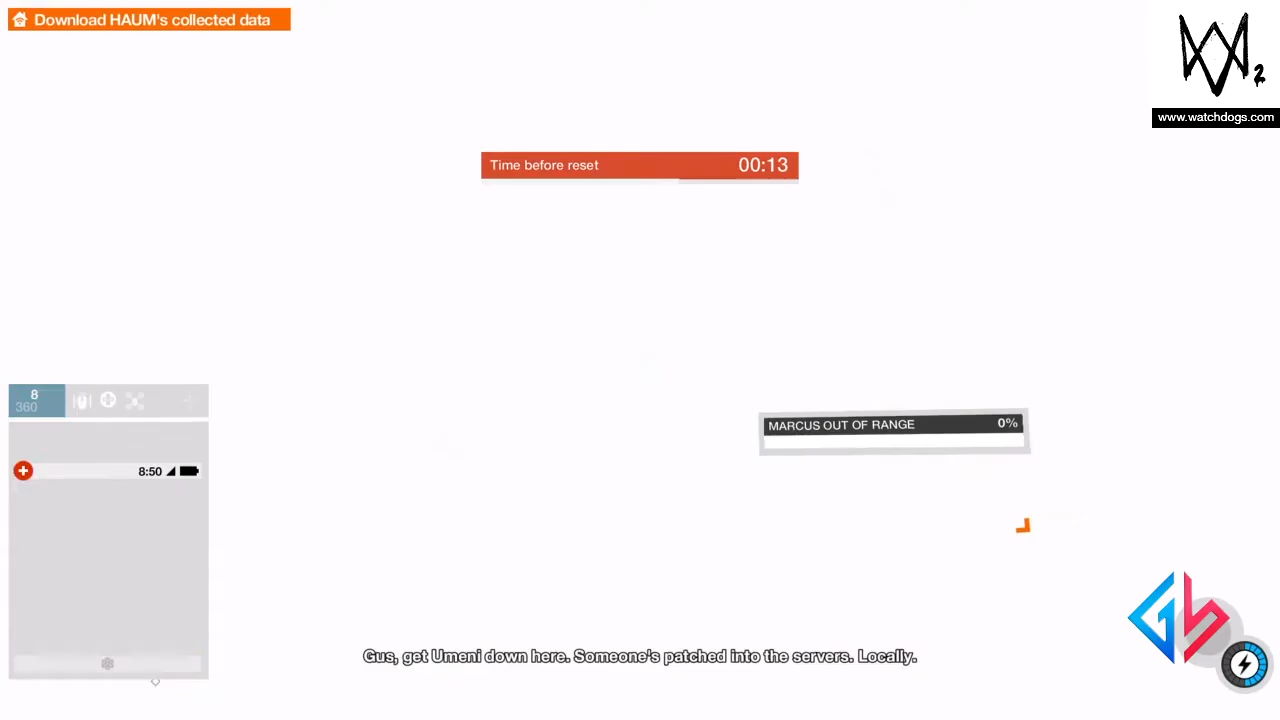 Download HAUM's collected data
2
www.watchdogs.com
Time before reset 00:13
8
360
MARCUS OUT OF RANGE 0%
8:50
Gus, get Umeni down here. Someone's patched into the servers. Locally.